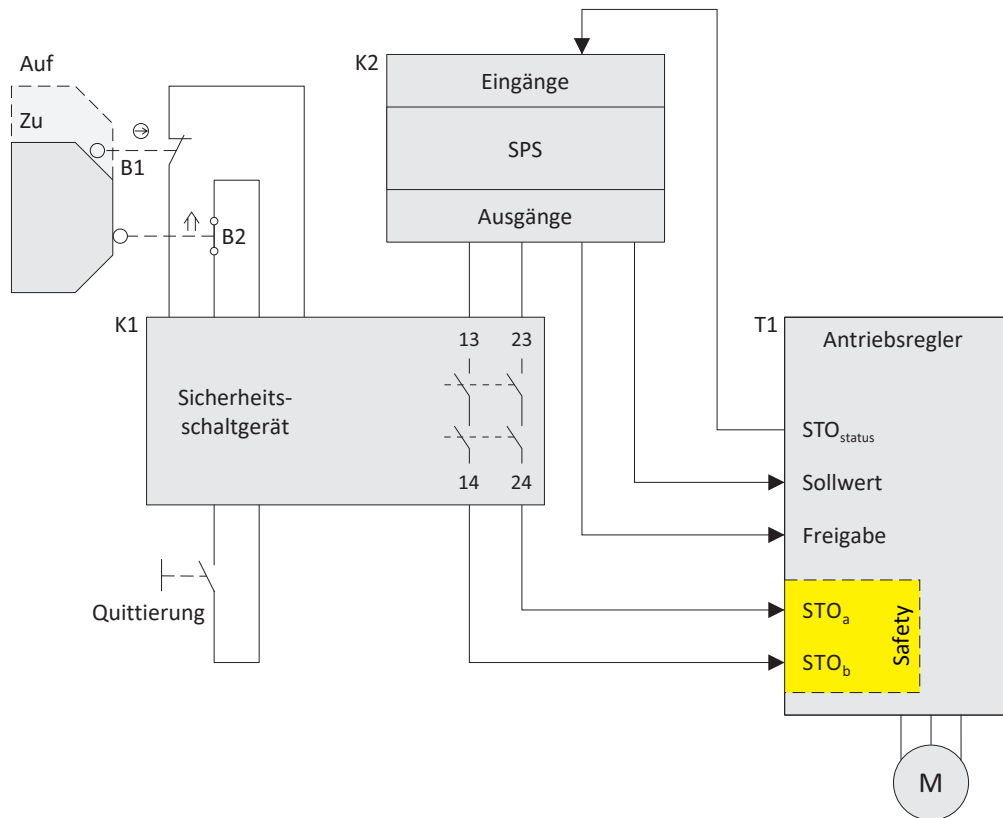 Auf
Zu
B1
B2
K2
Eingänge
SPS
Ausgänge
K1
Sicherheits-
schaltgerät
13 23
14 24
Quittierung
T1
Antriebsregler
STOstatus
Sollwert
Freigabe
STOa
STOb
Safety
M